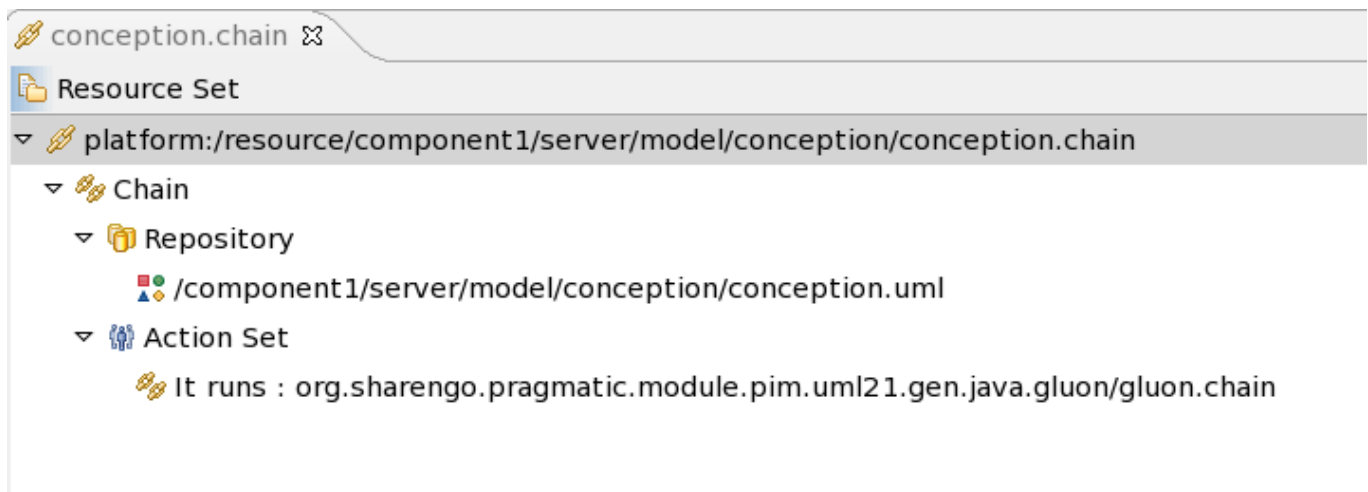 conception.chain
Resource Set
platform:/resource/component1/server/model/conception/conception.chain
Chain
Repository
/component1/server/model/conception/conception.uml
Action Set
It runs : org.sharengo.pragmatic.module.pim.uml21.gen.java.gluon/gluon.chain